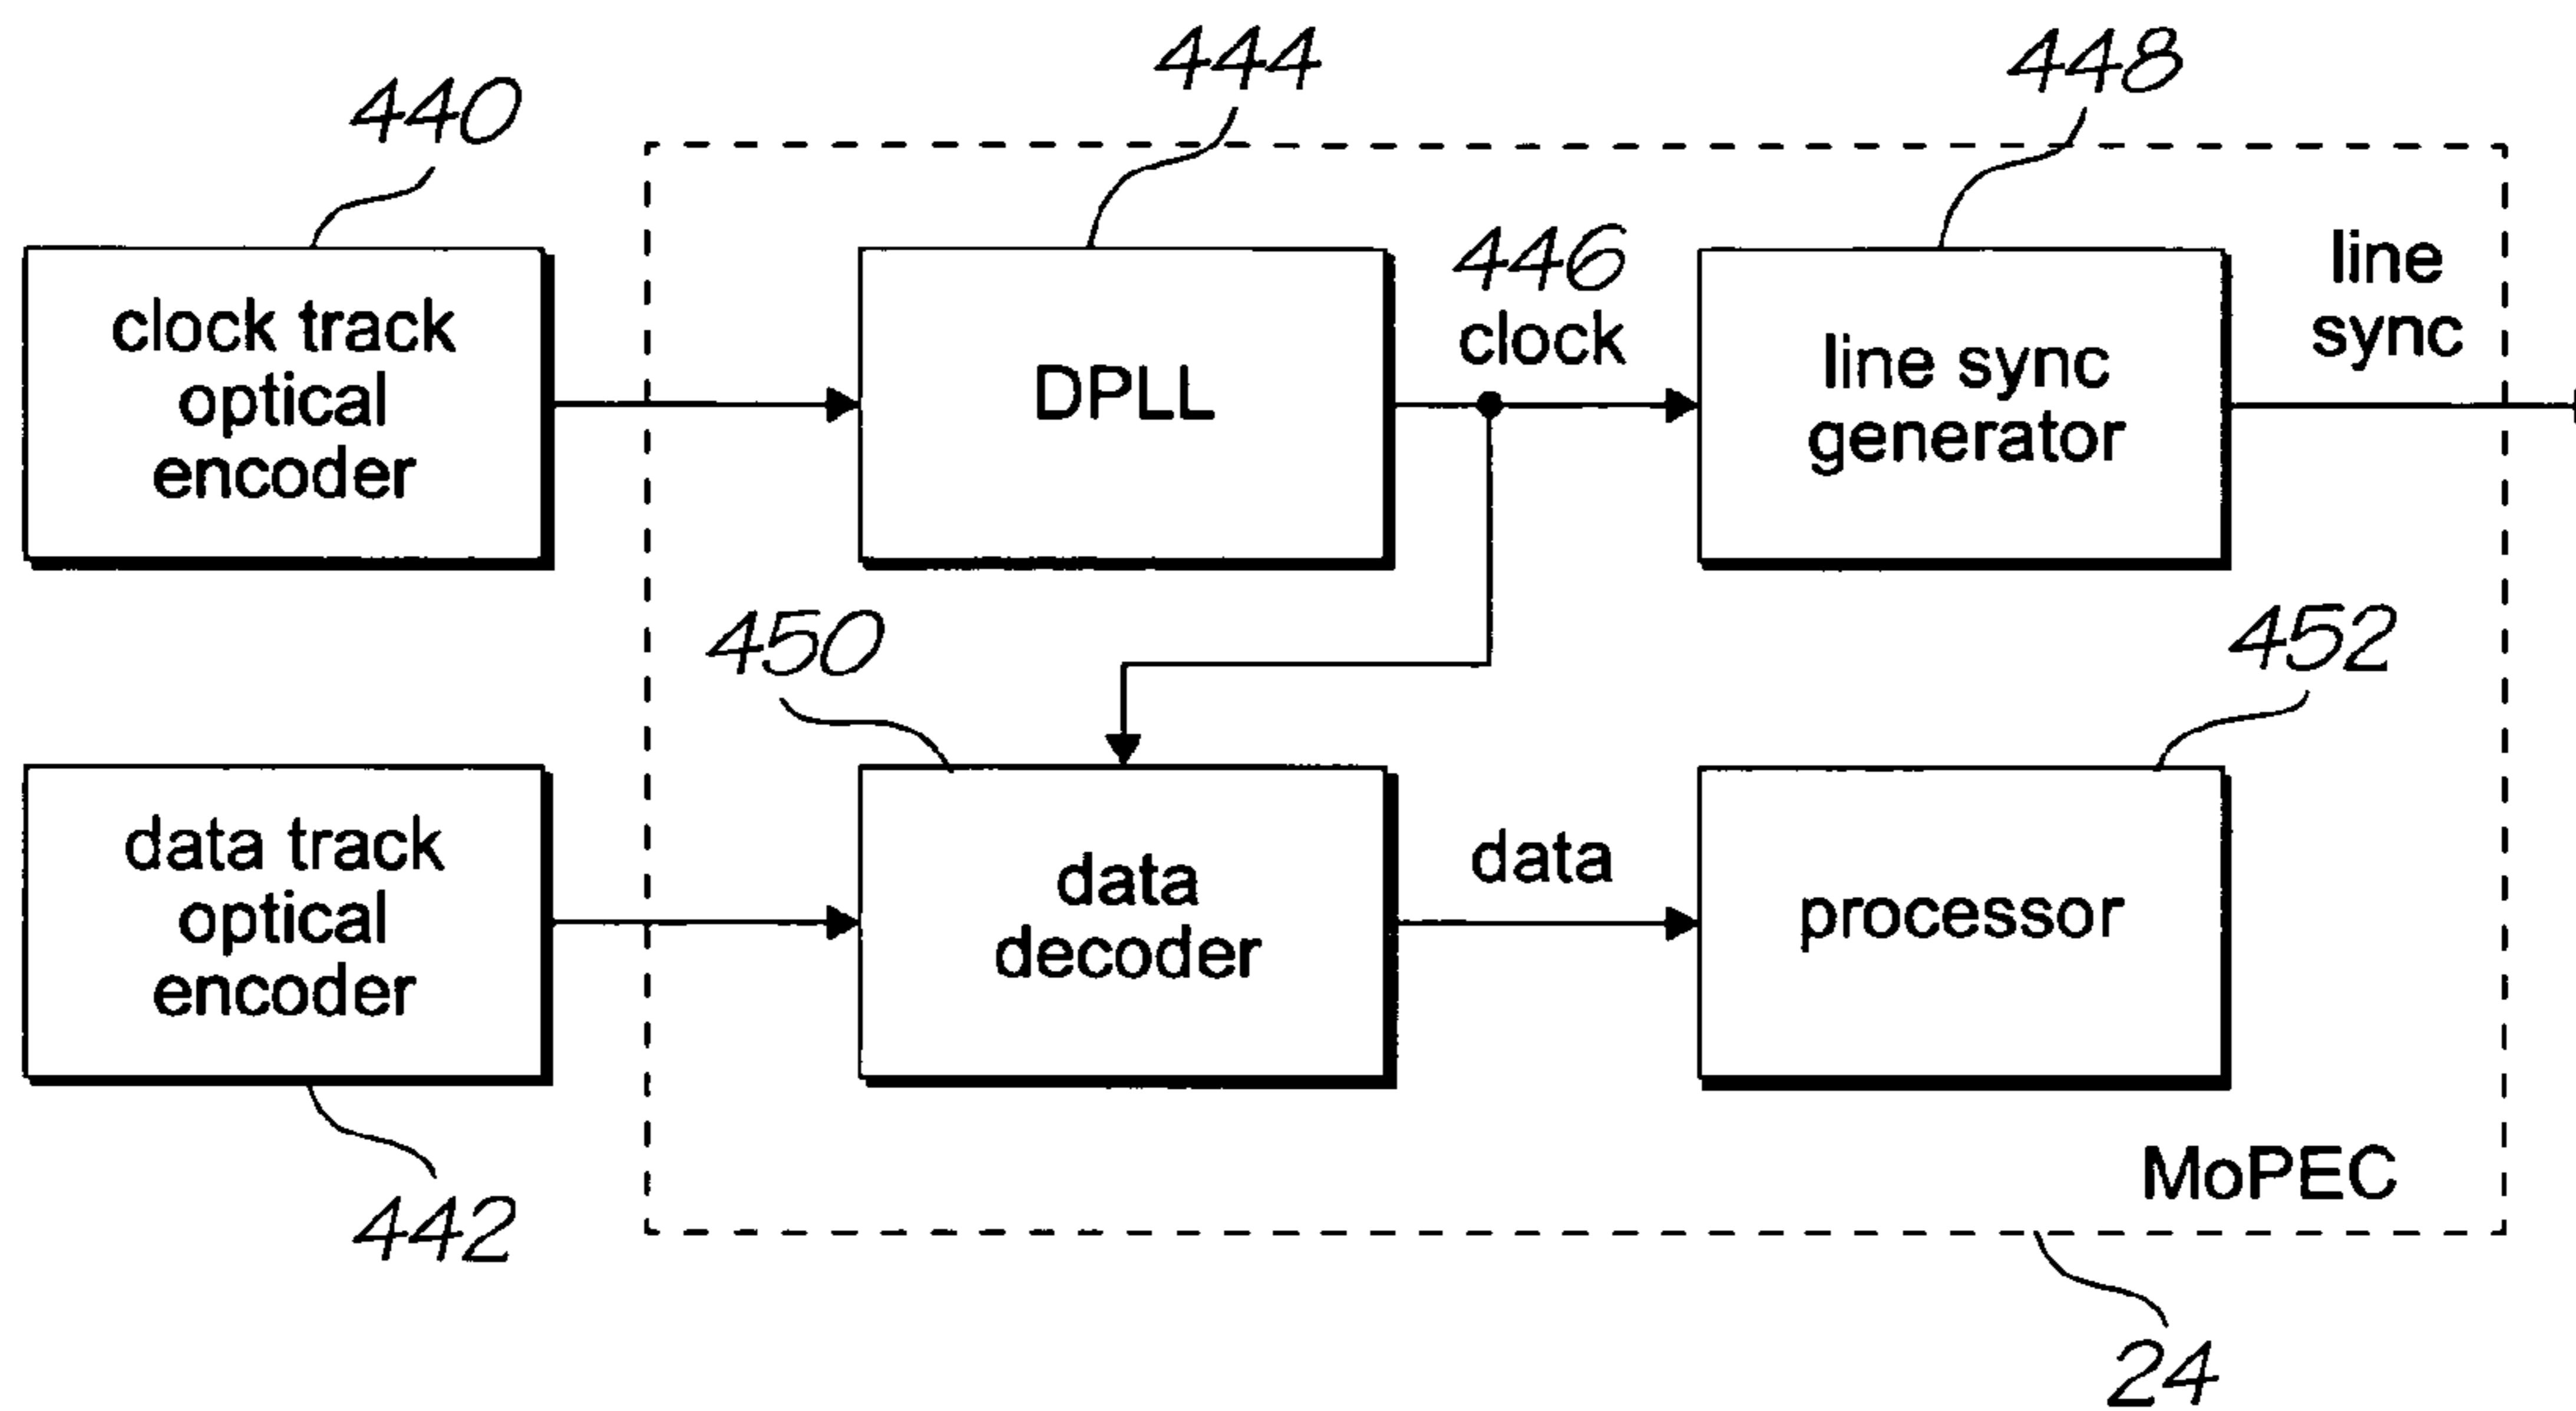 444
448
440
446
clock track
optical
encoder
DPLL
clock
line sync
generator
line
sync
450
452
data track
optical
encoder
data
decoder
data
processor
MoPEC
442
24